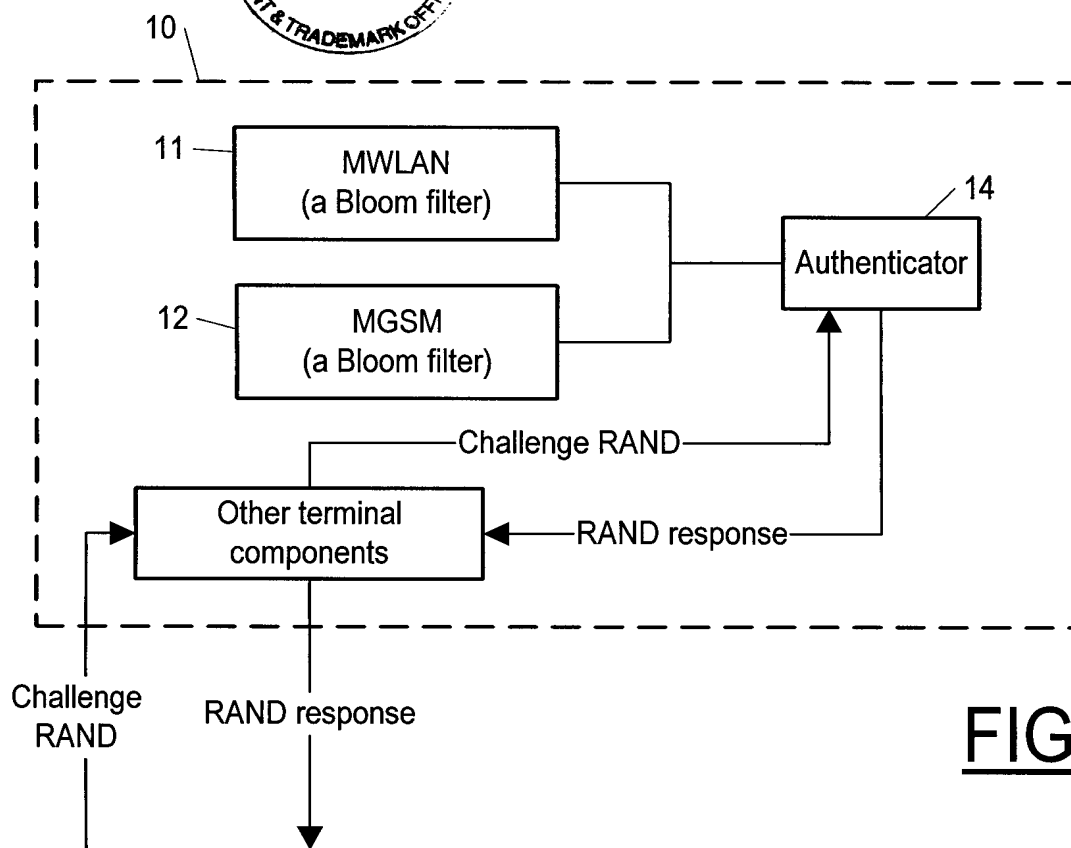 & TRADEMARK OFF
10
11
MWLAN
(a Bloom filter)
14
Authenticator
12
MGSM
(a Bloom filter)
Challenge RAND
Other terminal
components
RAND response
Challenge
RAND
RAND response
FIG